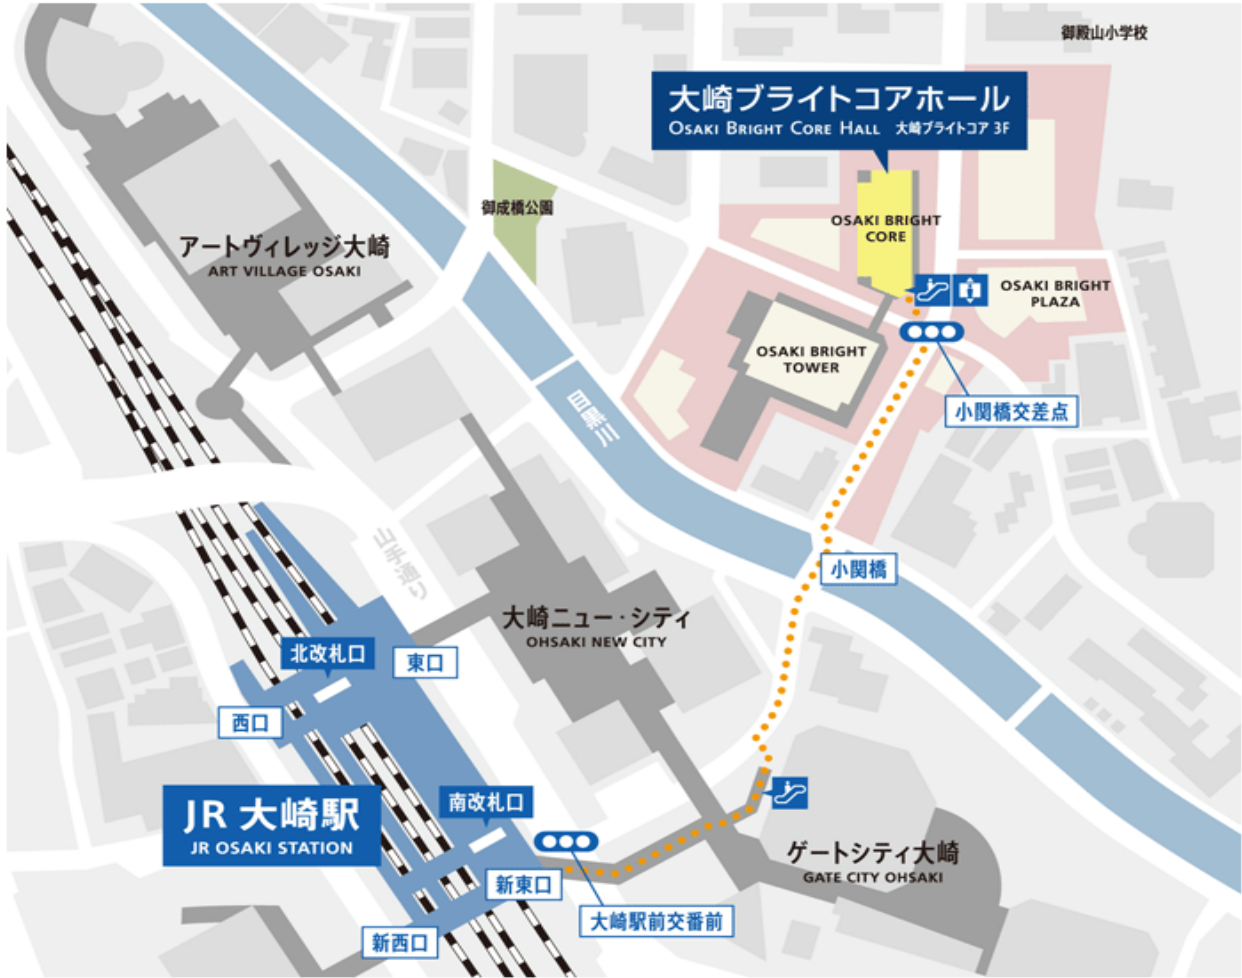 御殿山小学校
大崎ブライトコアホール
OSAKI BRIGHT CORE HALL 大崎ブライトコア 3F
御成橋公園
OSAKI BRIGHT
CORE
アートヴィレッジ大崎
ART VILLAGE OSAKI
OSAKI BRIGHT
PLAZA
OSAKI BRIGHT
TOWER
小関橋交差点
目黒川
山手通り
小関橋
大崎ニュー・シティ
OHSAKI NEW CITY
北改札口
東口
西口
JR 大崎駅
JR OSAKI STATION
南改札口
ゲートシティ大崎
GATE CITY OHSAKI
新東口
大崎駅前交番前
新西口